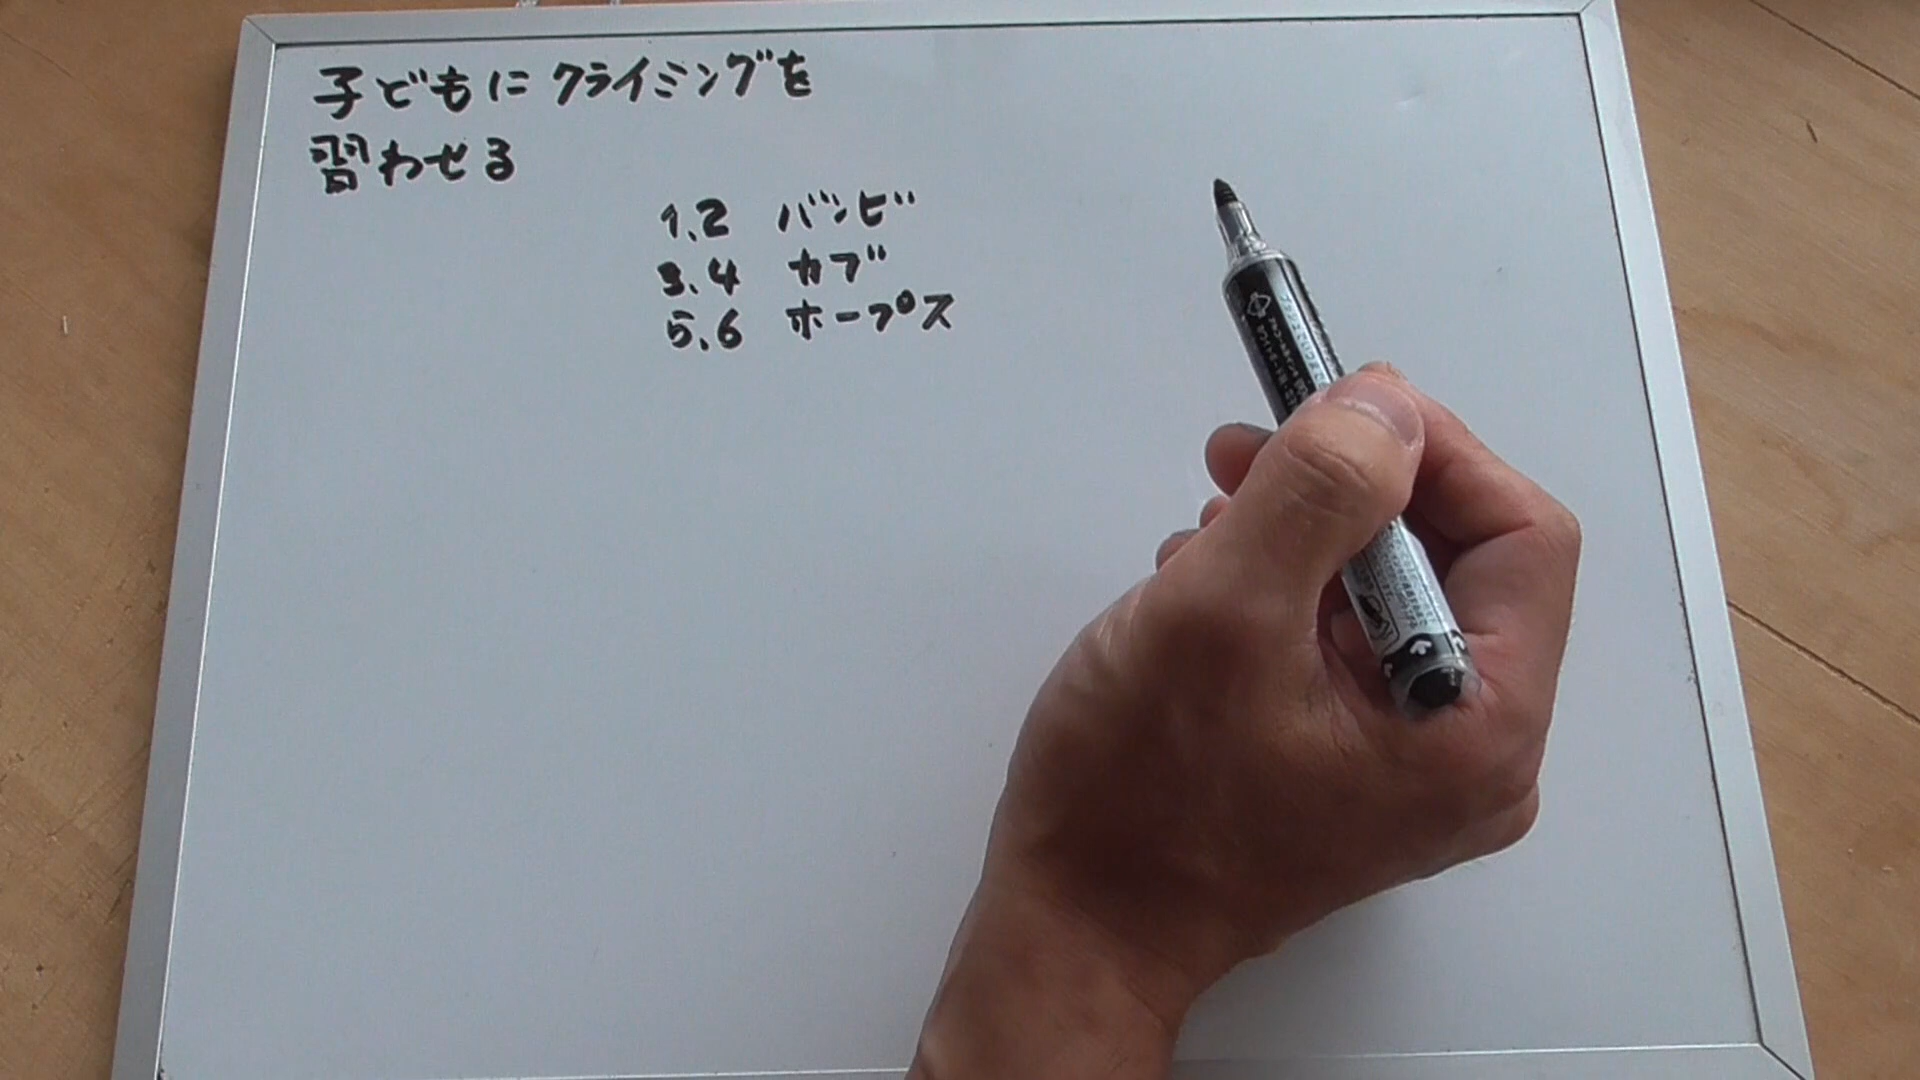 子どもにクライミングを
習わせる
1.2 バンビ
3.4 カブ
5.6 ホープス